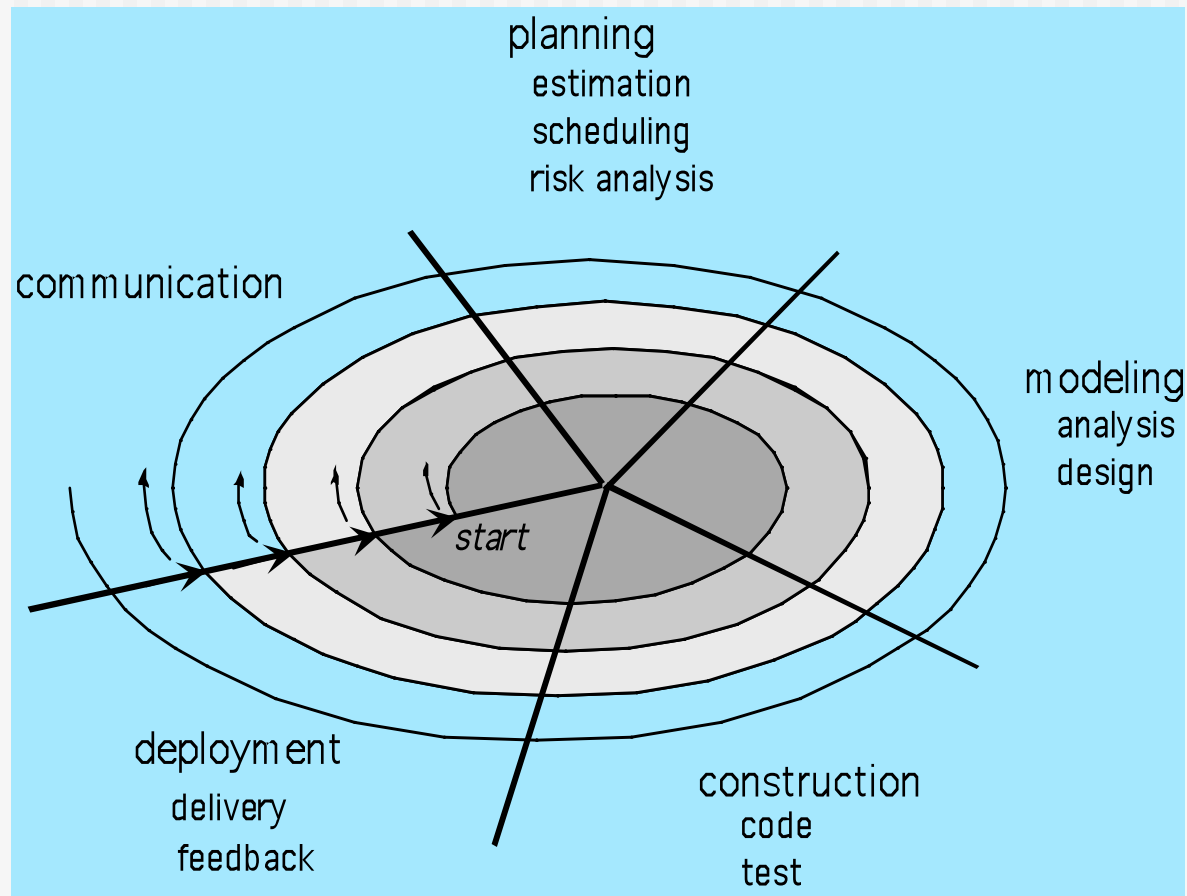 planning
estimation
scheduling
risk analysis
communication
modeling
analysis
design
start
deployment
delivery
feedback
construction
code
test